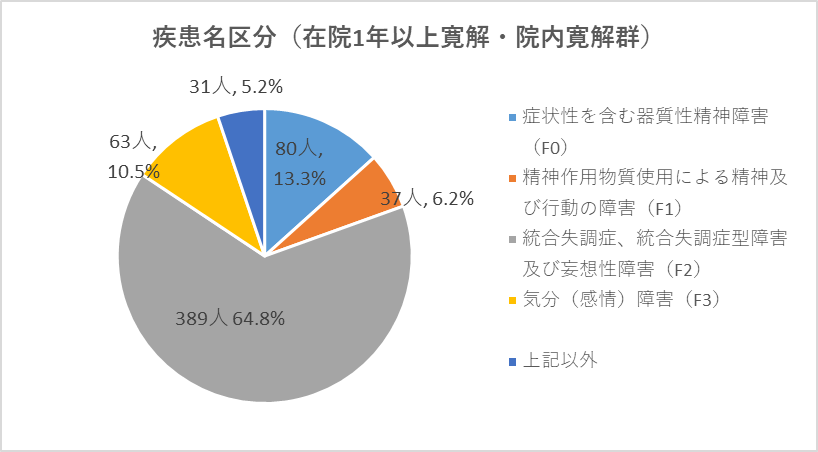 疾患名区分（在院1年以上寛解・院内寛解群）
31人, 5.2%
63人,
10.5%
80人,
13.3%
37人, 6.2%
389人 64.8%
症状性を含む器質性精神障害
（F0）
精神作用物質使用による精神及
び行動の障害（F1）
統合失調症、統合失調症型障害
及び妄想性障害（F2）
気分（感情）障害（F3）
上記以外